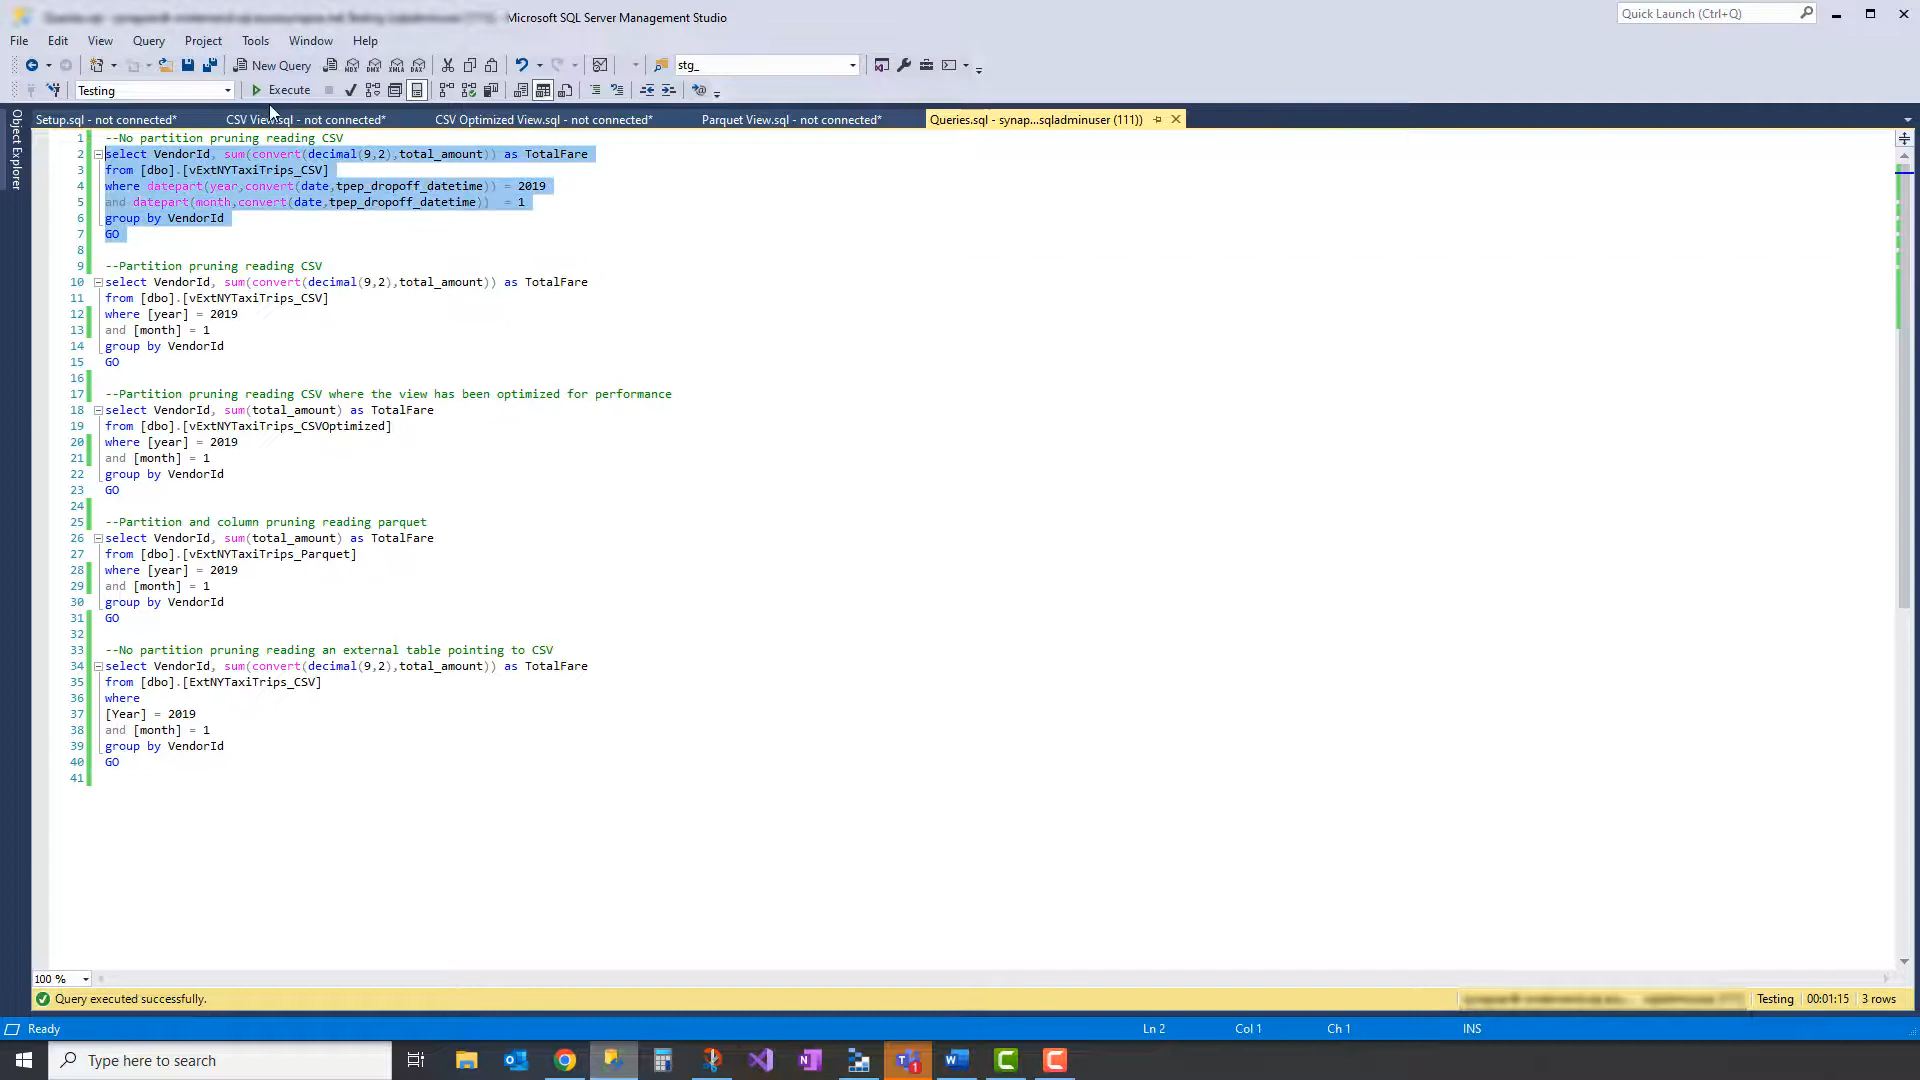 Microsoft SQL Server Management Studio
Quick Launch (Ctrl+Q)
File Edit View Query Project Tools Window Help
New Query
stg_
Testing
Execute
Object Explorer
Setup.sql - not connected*
CSV View.sql - not connected*
CSV Optimized View.sql - not connected*
Parquet View.sql - not connected*
Queries.sql - synap...sqladminuser (111))
1 --No partition pruning reading CSV
2 select VendorId, sum(convert(decimal(9,2),total_amount)) as TotalFare
3 from [dbo].[vExtNYTaxiTrips_CSV]
4 where datepart(year,convert(date,tpep_dropoff_datetime)) = 2019
5 and datepart(month,convert(date,tpep_dropoff_datetime)) = 1
6 group by VendorId
7 GO
8
9 --Partition pruning reading CSV
10 select VendorId, sum(convert(decimal(9,2),total_amount)) as TotalFare
11 from [dbo].[vExtNYTaxiTrips_CSV]
12 where [year] = 2019
13 and [month] = 1
14 group by VendorId
15 GO
16
17 --Partition pruning reading CSV where the view has been optimized for performance
18 select VendorId, sum(total_amount) as TotalFare
19 from [dbo].[vExtNYTaxiTrips_CSVOptimized]
20 where [year] = 2019
21 and [month] = 1
22 group by VendorId
23 GO
24
25 --Partition and column pruning reading parquet
26 select VendorId, sum(total_amount) as TotalFare
27 from [dbo].[vExtNYTaxiTrips_Parquet]
28 where [year] = 2019
29 and [month] = 1
30 group by VendorId
31 GO
32
33 --No partition pruning reading an external table pointing to CSV
34 select VendorId, sum(convert(decimal(9,2),total_amount)) as TotalFare
35 from [dbo].[ExtNYTaxiTrips_CSV]
36 where
37 [Year] = 2019
38 and [month] = 1
39 group by VendorId
40 GO
41
100 %
Query executed successfully.
Testing 00:01:15 3 rows
Ready
Ln 2 Col 1 Ch 1 INS
Type here to search